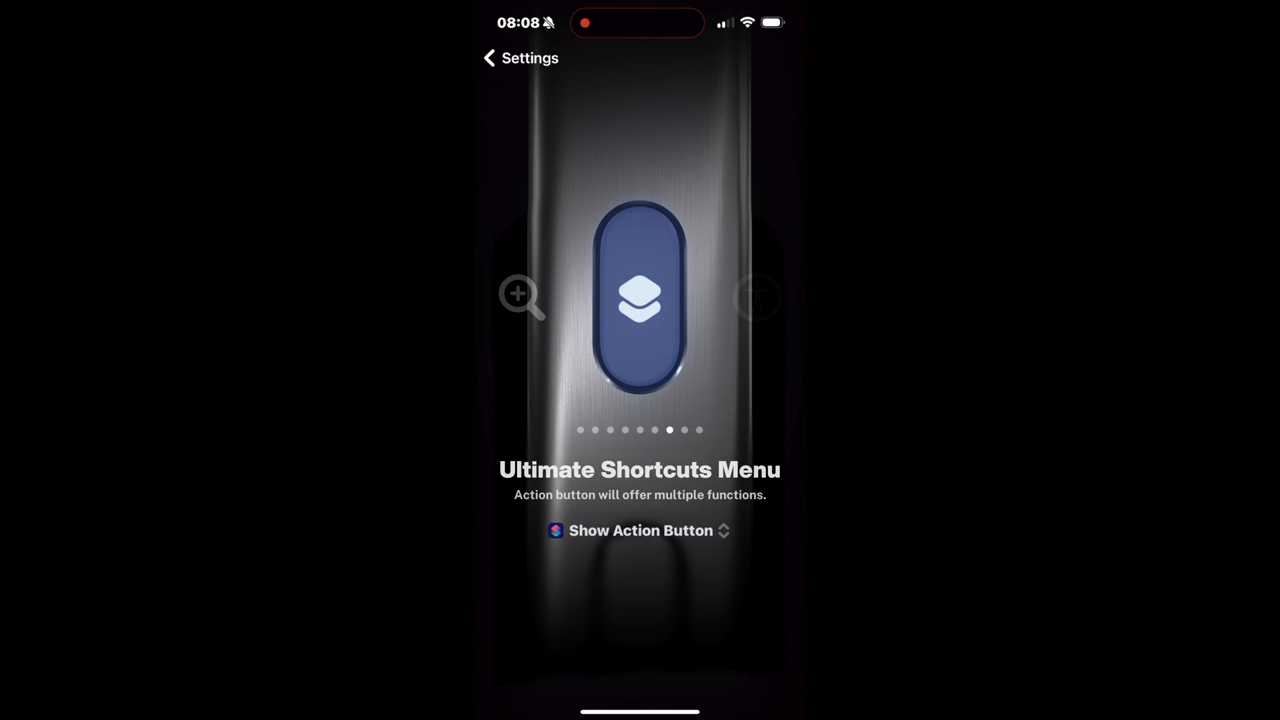 08:08
Settings
Ultimate Shortcuts Menu
Action button will offer multiple functions.
Show Action Button